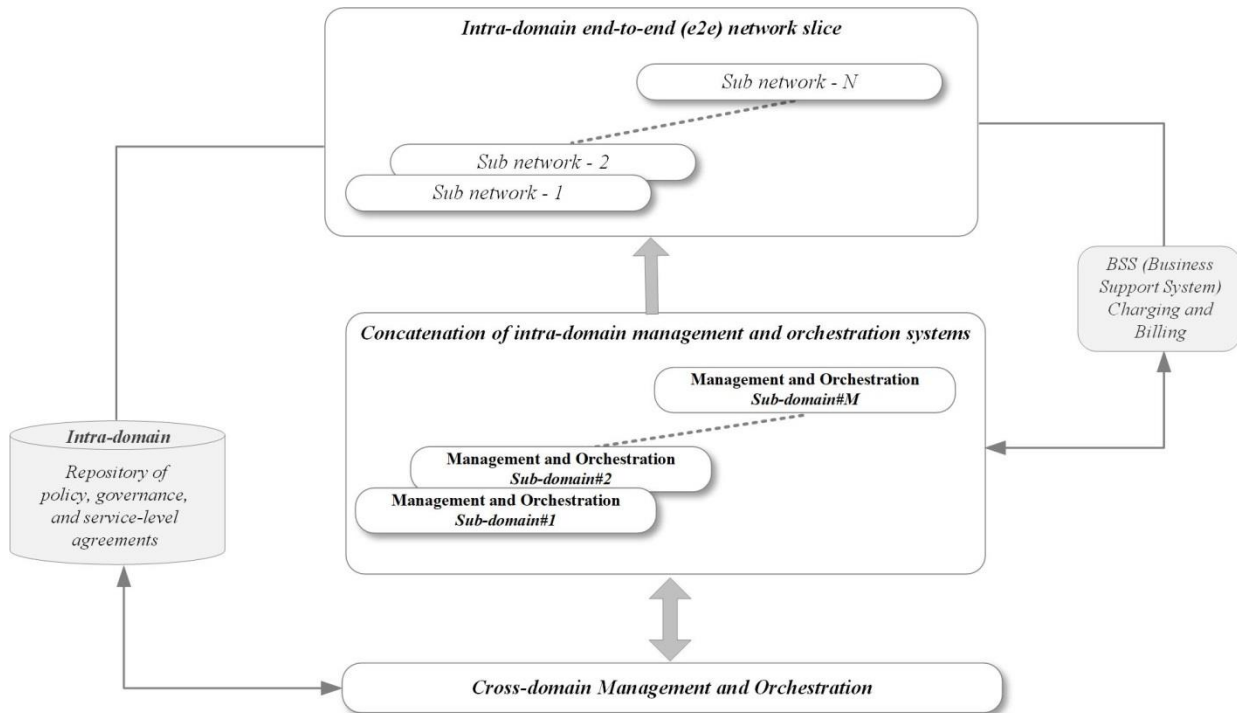 Intra-domain end-to-end (e2e) network slice
Sub network - N
Sub network - 2
Sub network - 1
BSS (Business
Support System)
Charging and
Billing
Concatenation of intra-domain management and orchestration systems
Management and Orchestration
Sub-domain#M
Management and Orchestration
Sub-domain#2
Management and Orchestration
Sub-domain#1
Intra-domain
Repository of
policy, governance,
and service-level
agreements
Cross-domain Management and Orchestration